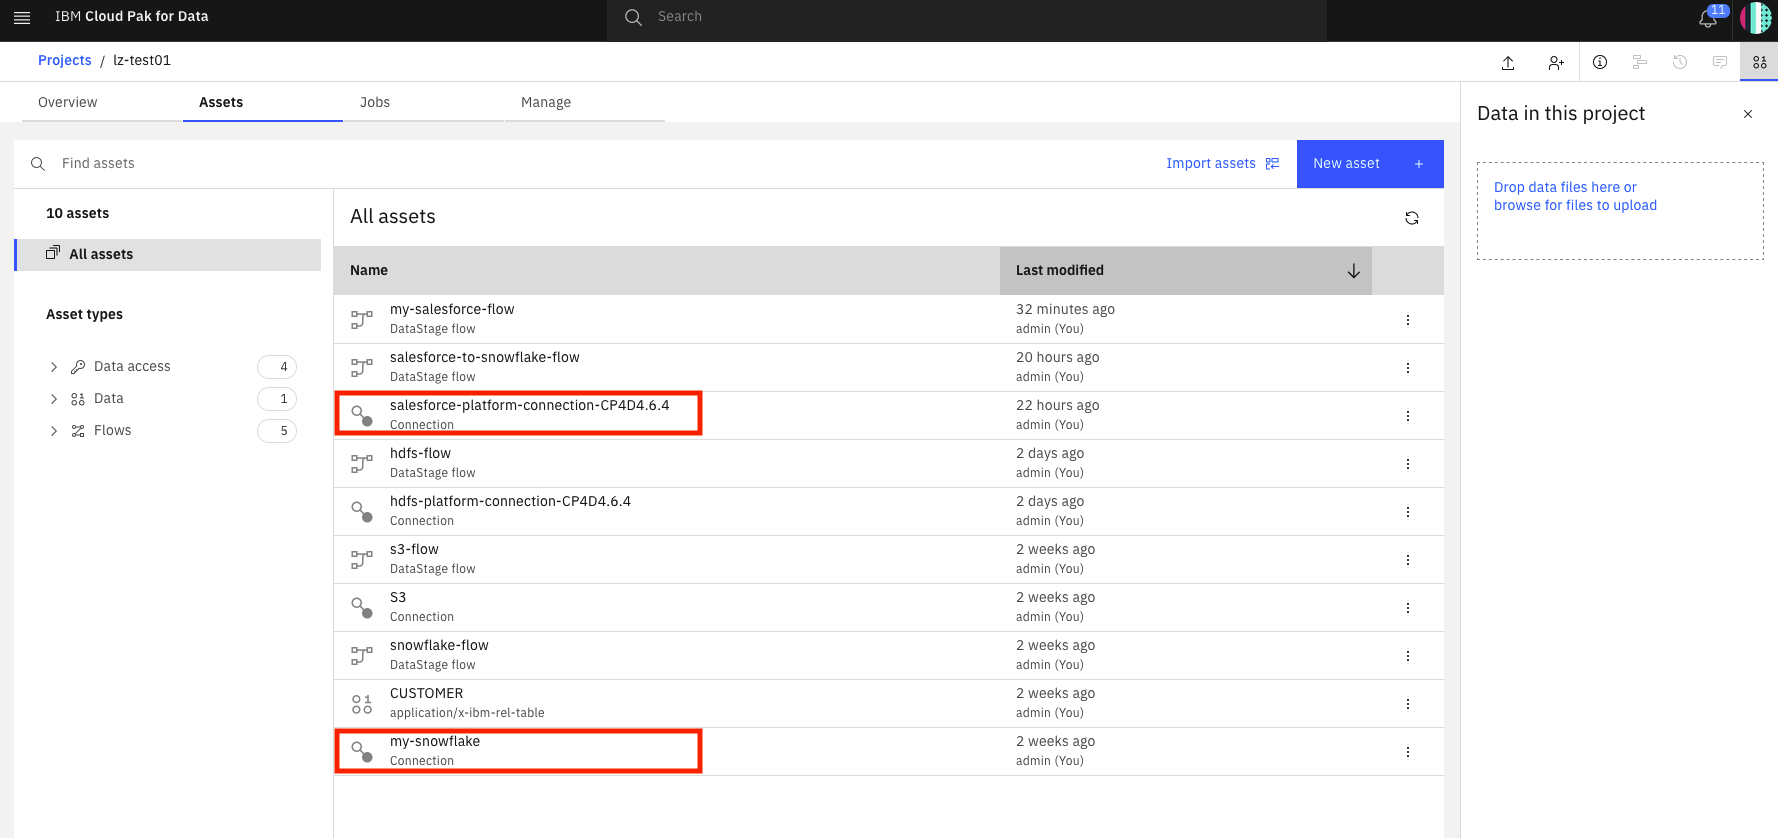 IBM Cloud Pak for Data
Search
11
Projects / lz-test01
Overview
Assets
Jobs
Manage
Data in this project
Find assets
Import assets
New asset +
Drop data files here or
browse for files to upload
10 assets
All assets
Asset types
Data access 4
Data 1
Flows 5
All assets
Name
Last modified
my-salesforce-flow
DataStage flow
32 minutes ago
admin (You)
salesforce-to-snowflake-flow
DataStage flow
20 hours ago
admin (You)
salesforce-platform-connection-CP4D4.6.4
Connection
22 hours ago
admin (You)
hdfs-flow
DataStage flow
2 days ago
admin (You)
hdfs-platform-connection-CP4D4.6.4
Connection
2 days ago
admin (You)
s3-flow
DataStage flow
2 weeks ago
admin (You)
S3
Connection
2 weeks ago
admin (You)
snowflake-flow
DataStage flow
2 weeks ago
admin (You)
CUSTOMER
application/x-ibm-rel-table
2 weeks ago
admin (You)
my-snowflake
Connection
2 weeks ago
admin (You)